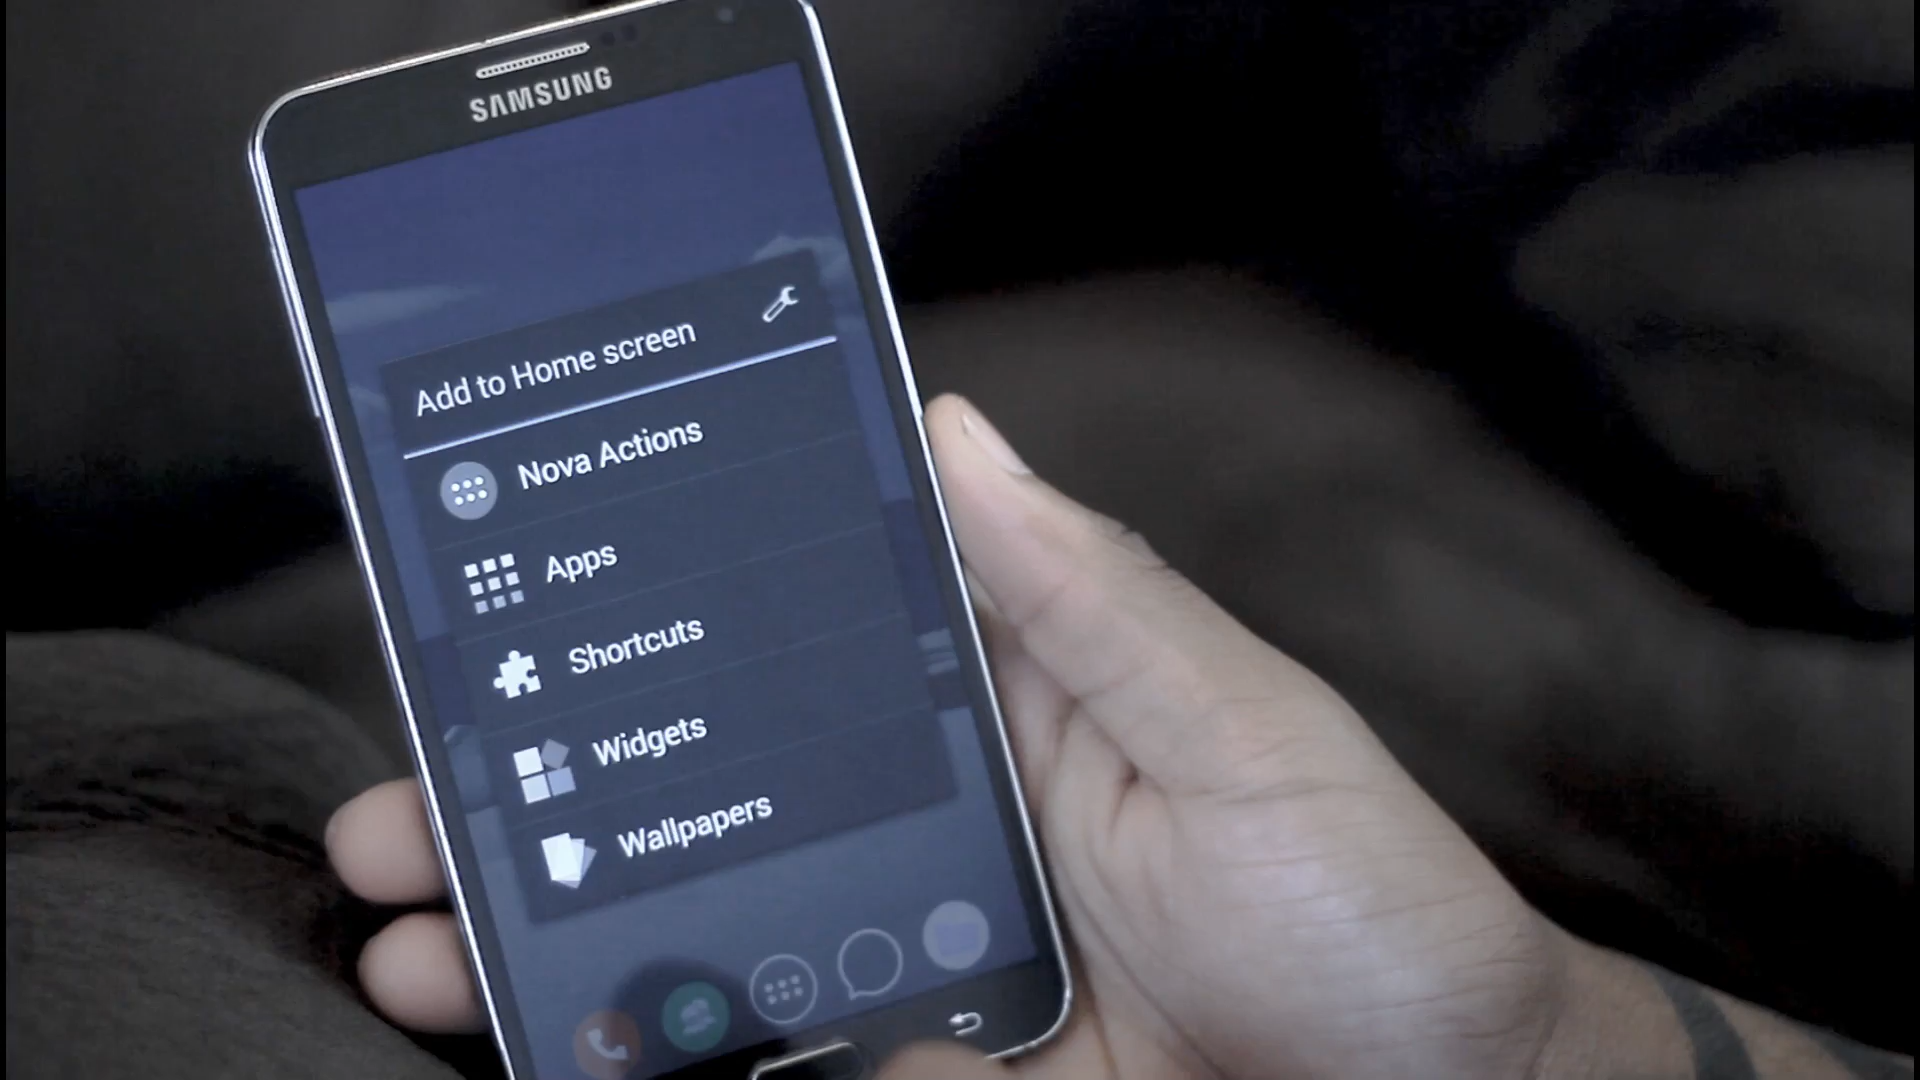 SAMSUNG
Add to Home screen
Nova Actions
Apps
Shortcuts
Widgets
Wallpapers